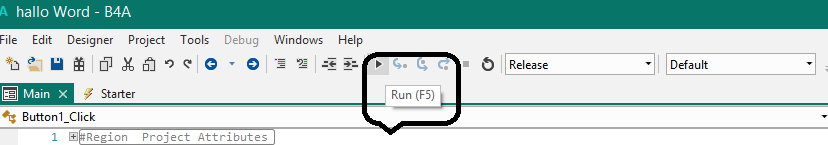 hallo Word - B4A
File Edit Designer Project Tools Debug Windows Help
Release Default
Main Starter
Run (F5)
Button1_Click
1 #Region Project Attributes